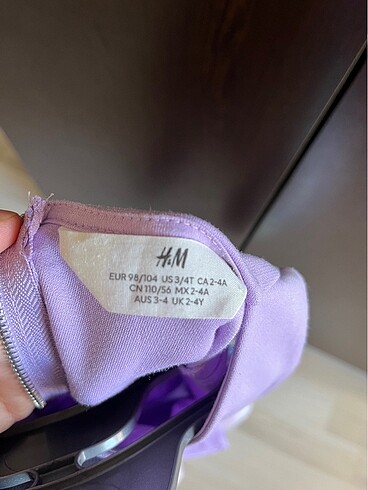 H&M
EUR 98/104 US 3/4T CA 2-4A
CN 110/56 MX 2-4A
AUS 3-4 UK 2-4Y